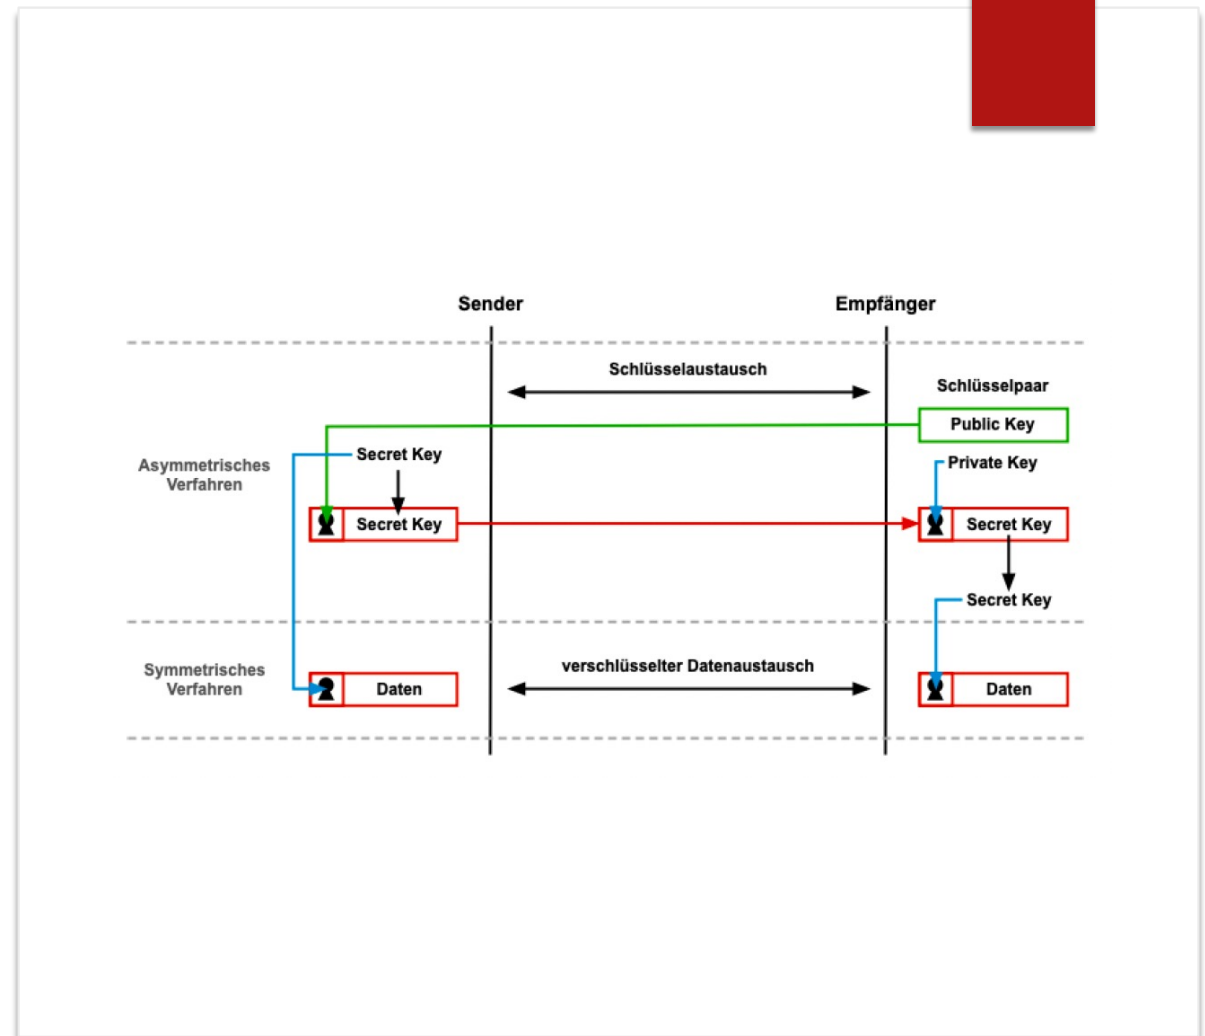 Sender
Empfänger
Schlüsselaustausch
Schlüsselpaar
Public Key
Asymmetrisches
Verfahren
Secret Key
Private Key
Secret Key
Secret Key
Secret Key
Symmetrisches
Verfahren
verschlüsselter Datenaustausch
Daten
Daten